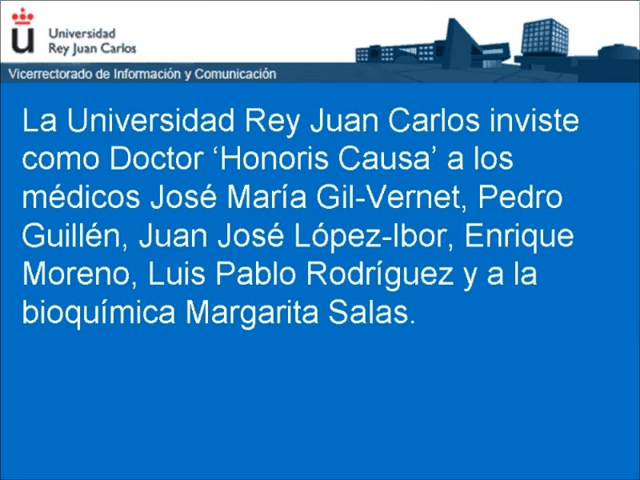 Universidad
Rey Juan Carlos
Vicerrectorado de Información y Comunicación
La Universidad Rey Juan Carlos inviste
como Doctor ‘Honoris Causa’ a los
médicos José María Gil-Vernet, Pedro
Guillén, Juan José López-Ibor, Enrique
Moreno, Luis Pablo Rodríguez y a la
bioquímica Margarita Salas.